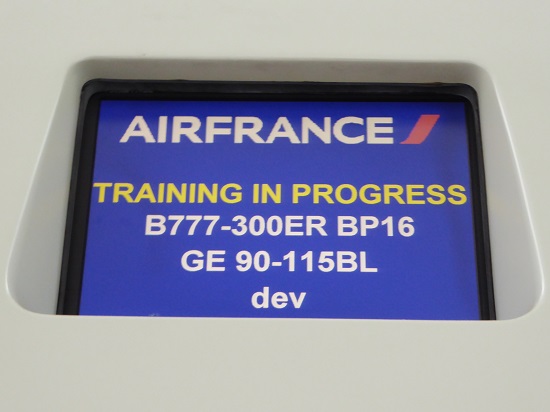 AIRFRANCE
TRAINING IN PROGRESS
B777-300ER BP16
GE 90-115BL
dev